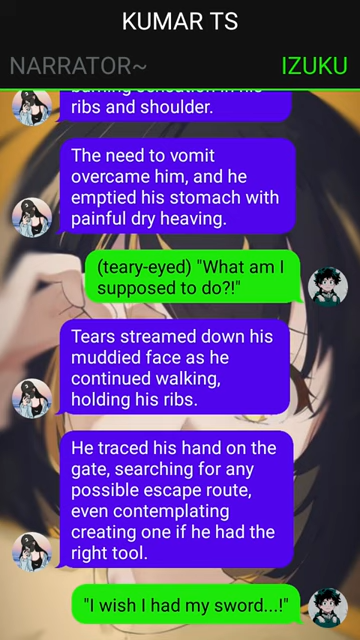 KUMAR TS
NARRATOR~
IZUKU
ribs and shoulder.
The need to vomit
overcame him, and he
emptied his stomach with
painful dry heaving.
(teary-eyed) "What am I
supposed to do?!"
Tears streamed down his
muddied face as he
continued walking,
holding his ribs.
He traced his hand on the
gate, searching for any
possible escape route,
even contemplating
creating one if he had the
right tool.
"I wish I had my sword...!"